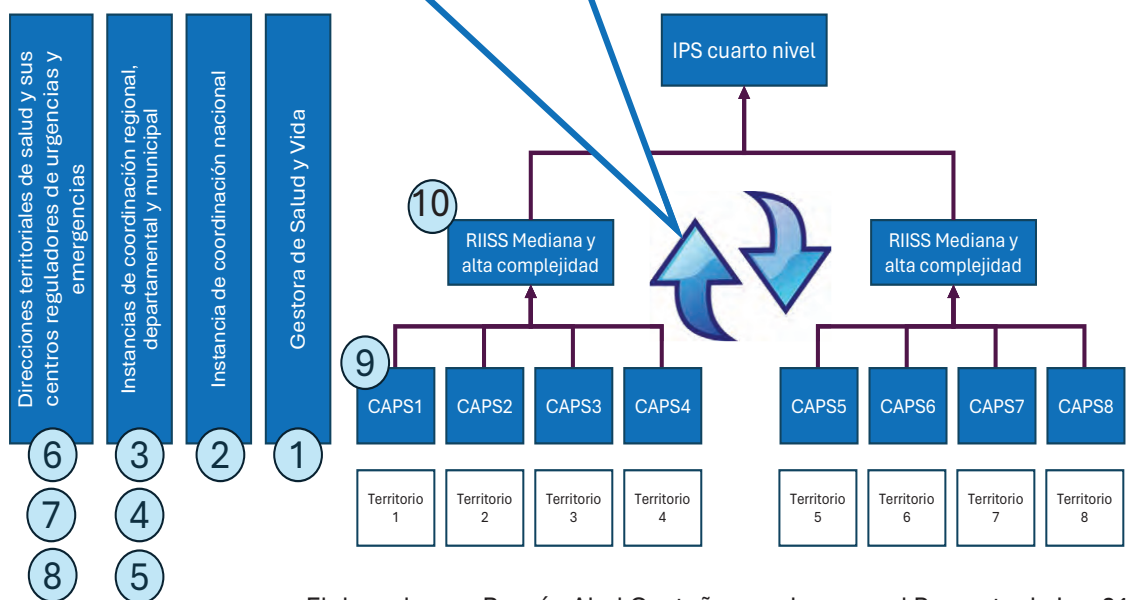 Direcciones territoriales de salud y sus
centros reguladores de urgencias y
emergencias
Instancias de coordinación regional,
departamental y municipal
Instancia de coordinación nacional
Gestora de Salud y Vida
6
3
2
1
7
4
8
5
IPS cuarto nivel
10
RIISS Mediana y
alta complejidad
RIISS Mediana y
alta complejidad
9
CAPS1
CAPS2
CAPS3
CAPS4
CAPS5
CAPS6
CAPS7
CAPS8
Territorio
1
Territorio
2
Territorio
3
Territorio
4
Territorio
5
Territorio
6
Territorio
7
Territorio
8